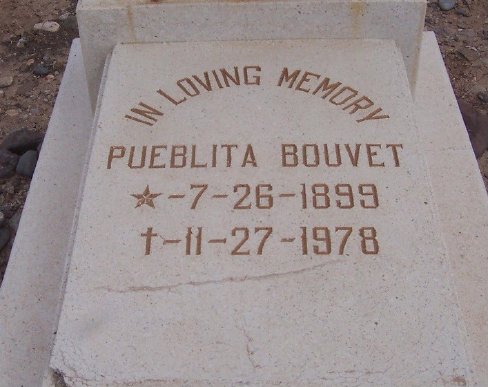 IN LOVING MEMORY
PUEBLITA BOUVET
★-7-26-1899
†-11-27-1978